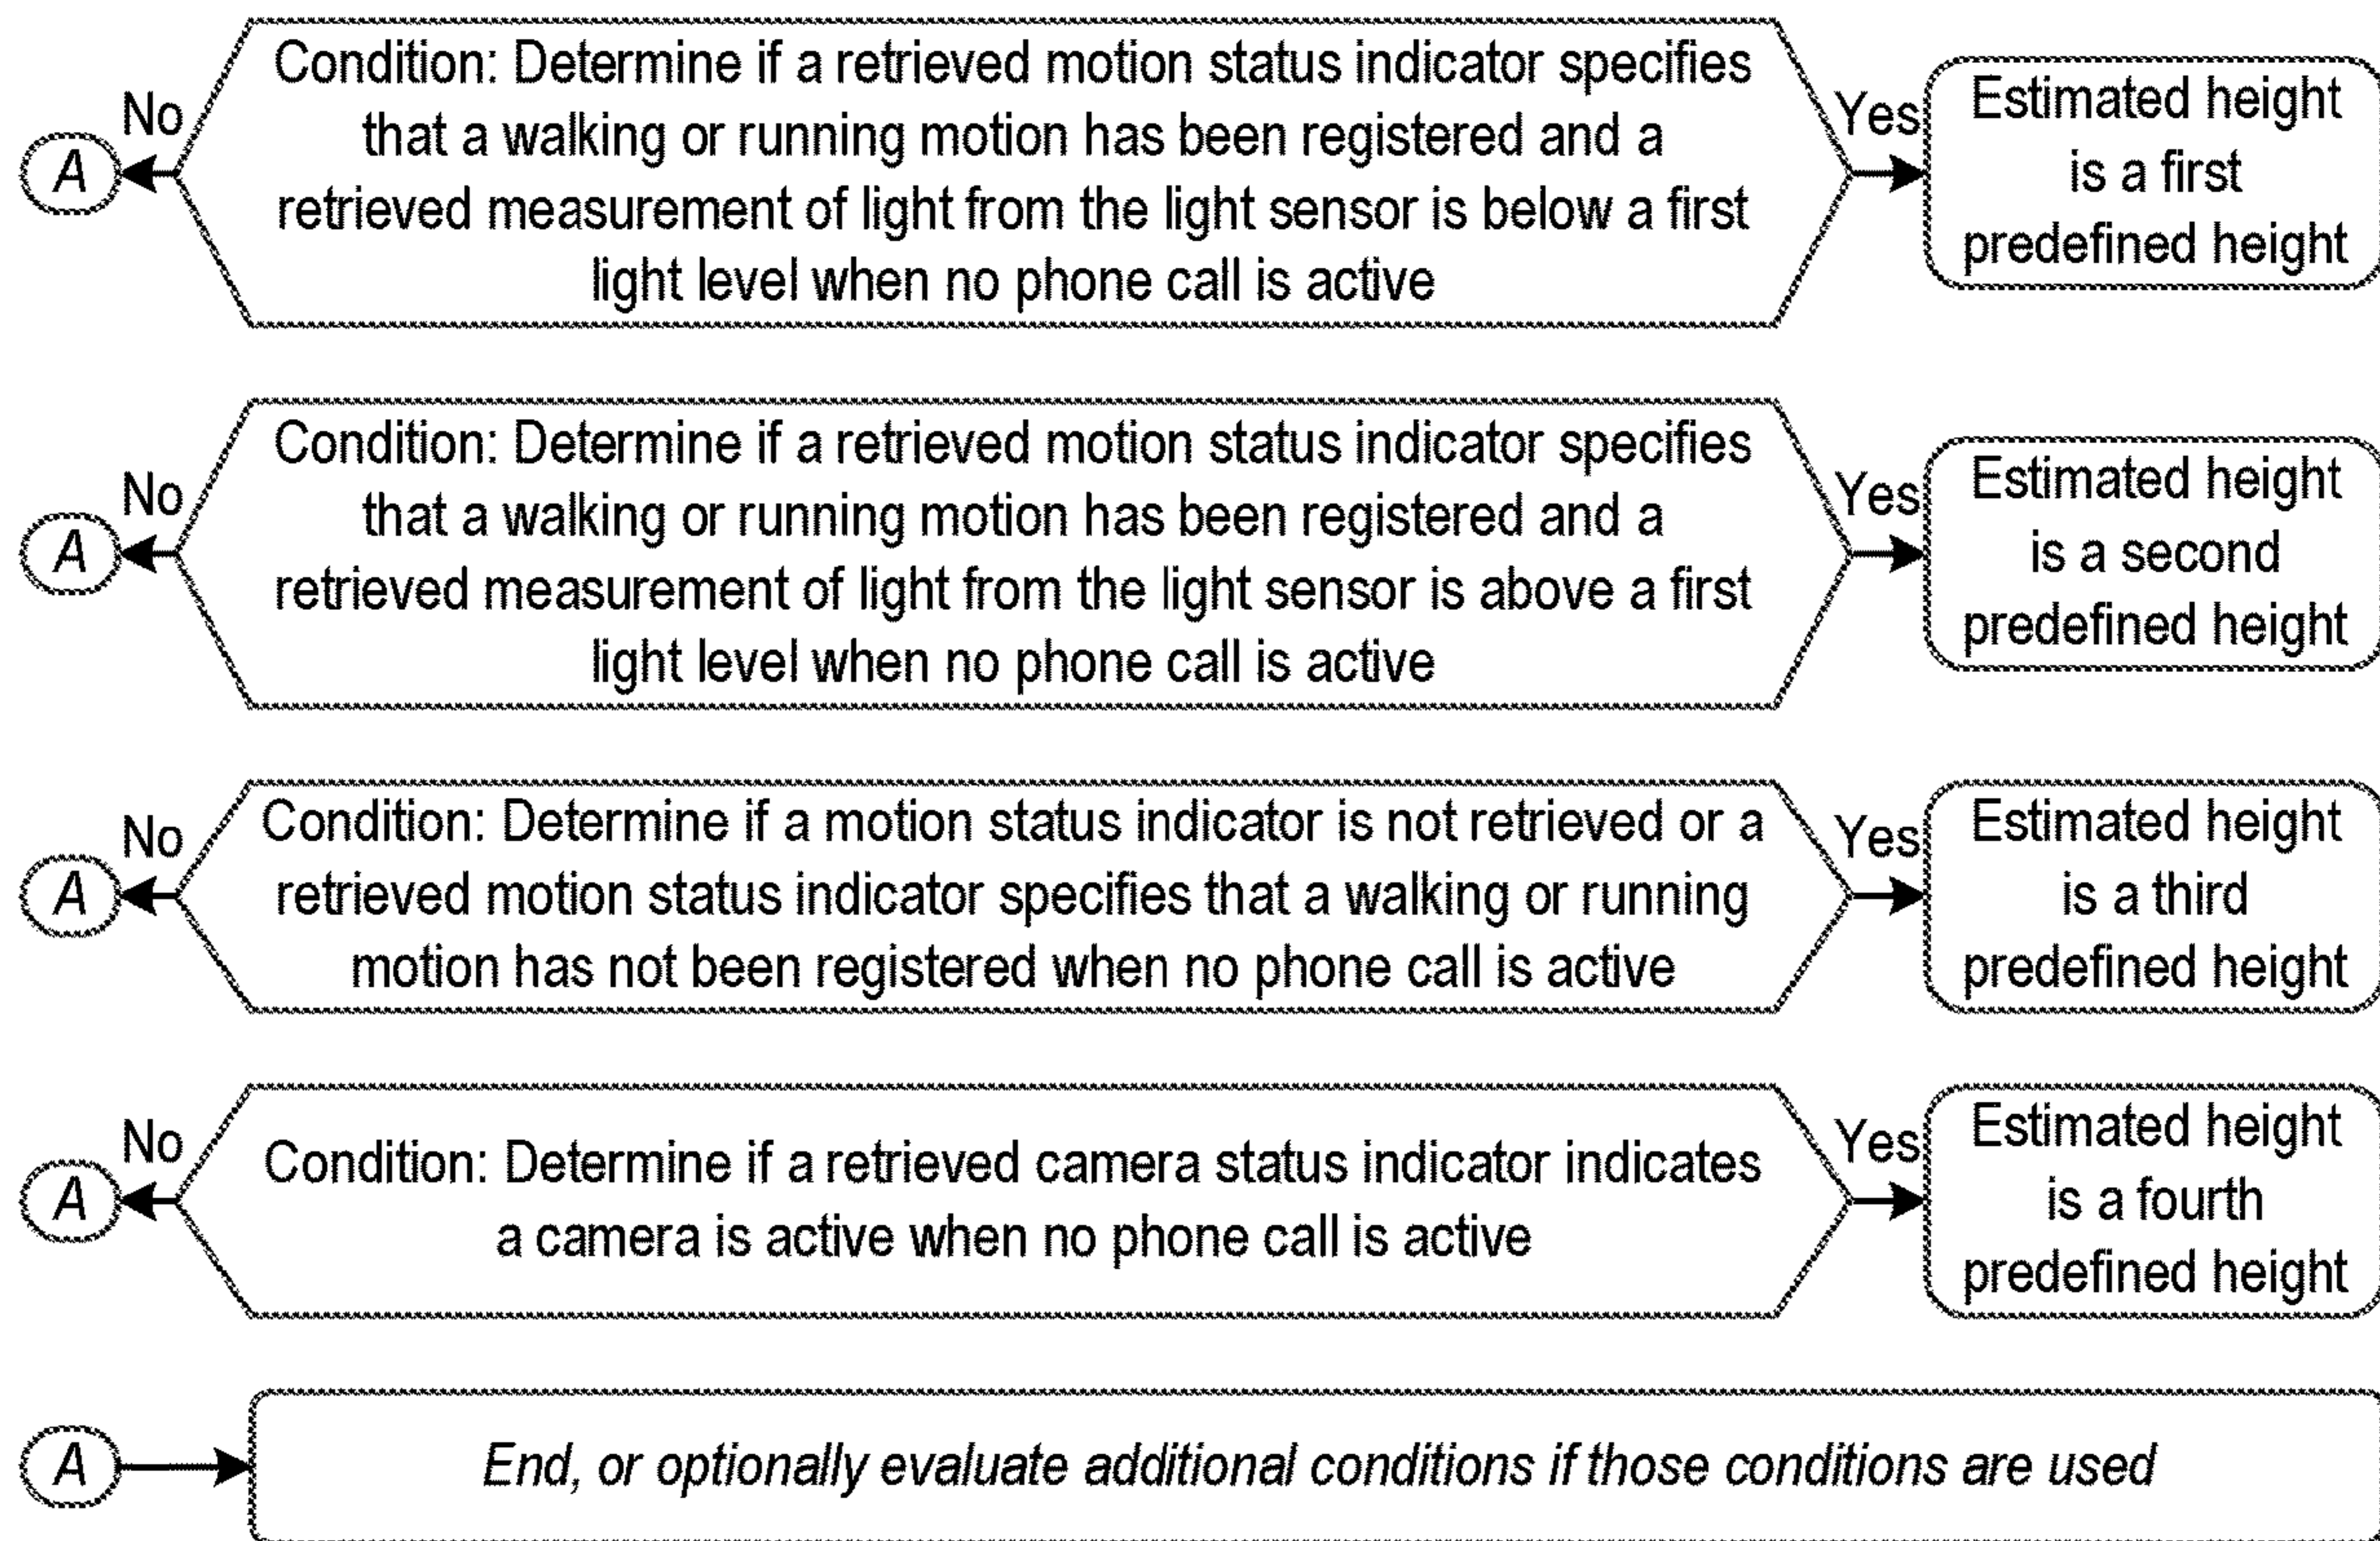 Condition: Determine if a retrieved motion status indicator specifies
that a walking or running motion has been registered and a
retrieved measurement of light from the light sensor is below a first
light level when no phone call is active
No
A
Yes
Estimated height
is a first
predefined height
Condition: Determine if a retrieved motion status indicator specifies
that a walking or running motion has been registered and a
retrieved measurement of light from the light sensor is above a first
light level when no phone call is active
No
A
Yes
Estimated height
is a second
predefined height
Condition: Determine if a motion status indicator is not retrieved or a
retrieved motion status indicator specifies that a walking or running
motion has not been registered when no phone call is active
No
A
Yes
Estimated height
is a third
predefined height
Condition: Determine if a retrieved camera status indicator indicates
a camera is active when no phone call is active
No
A
Yes
Estimated height
is a fourth
predefined height
A
End, or optionally evaluate additional conditions if those conditions are used